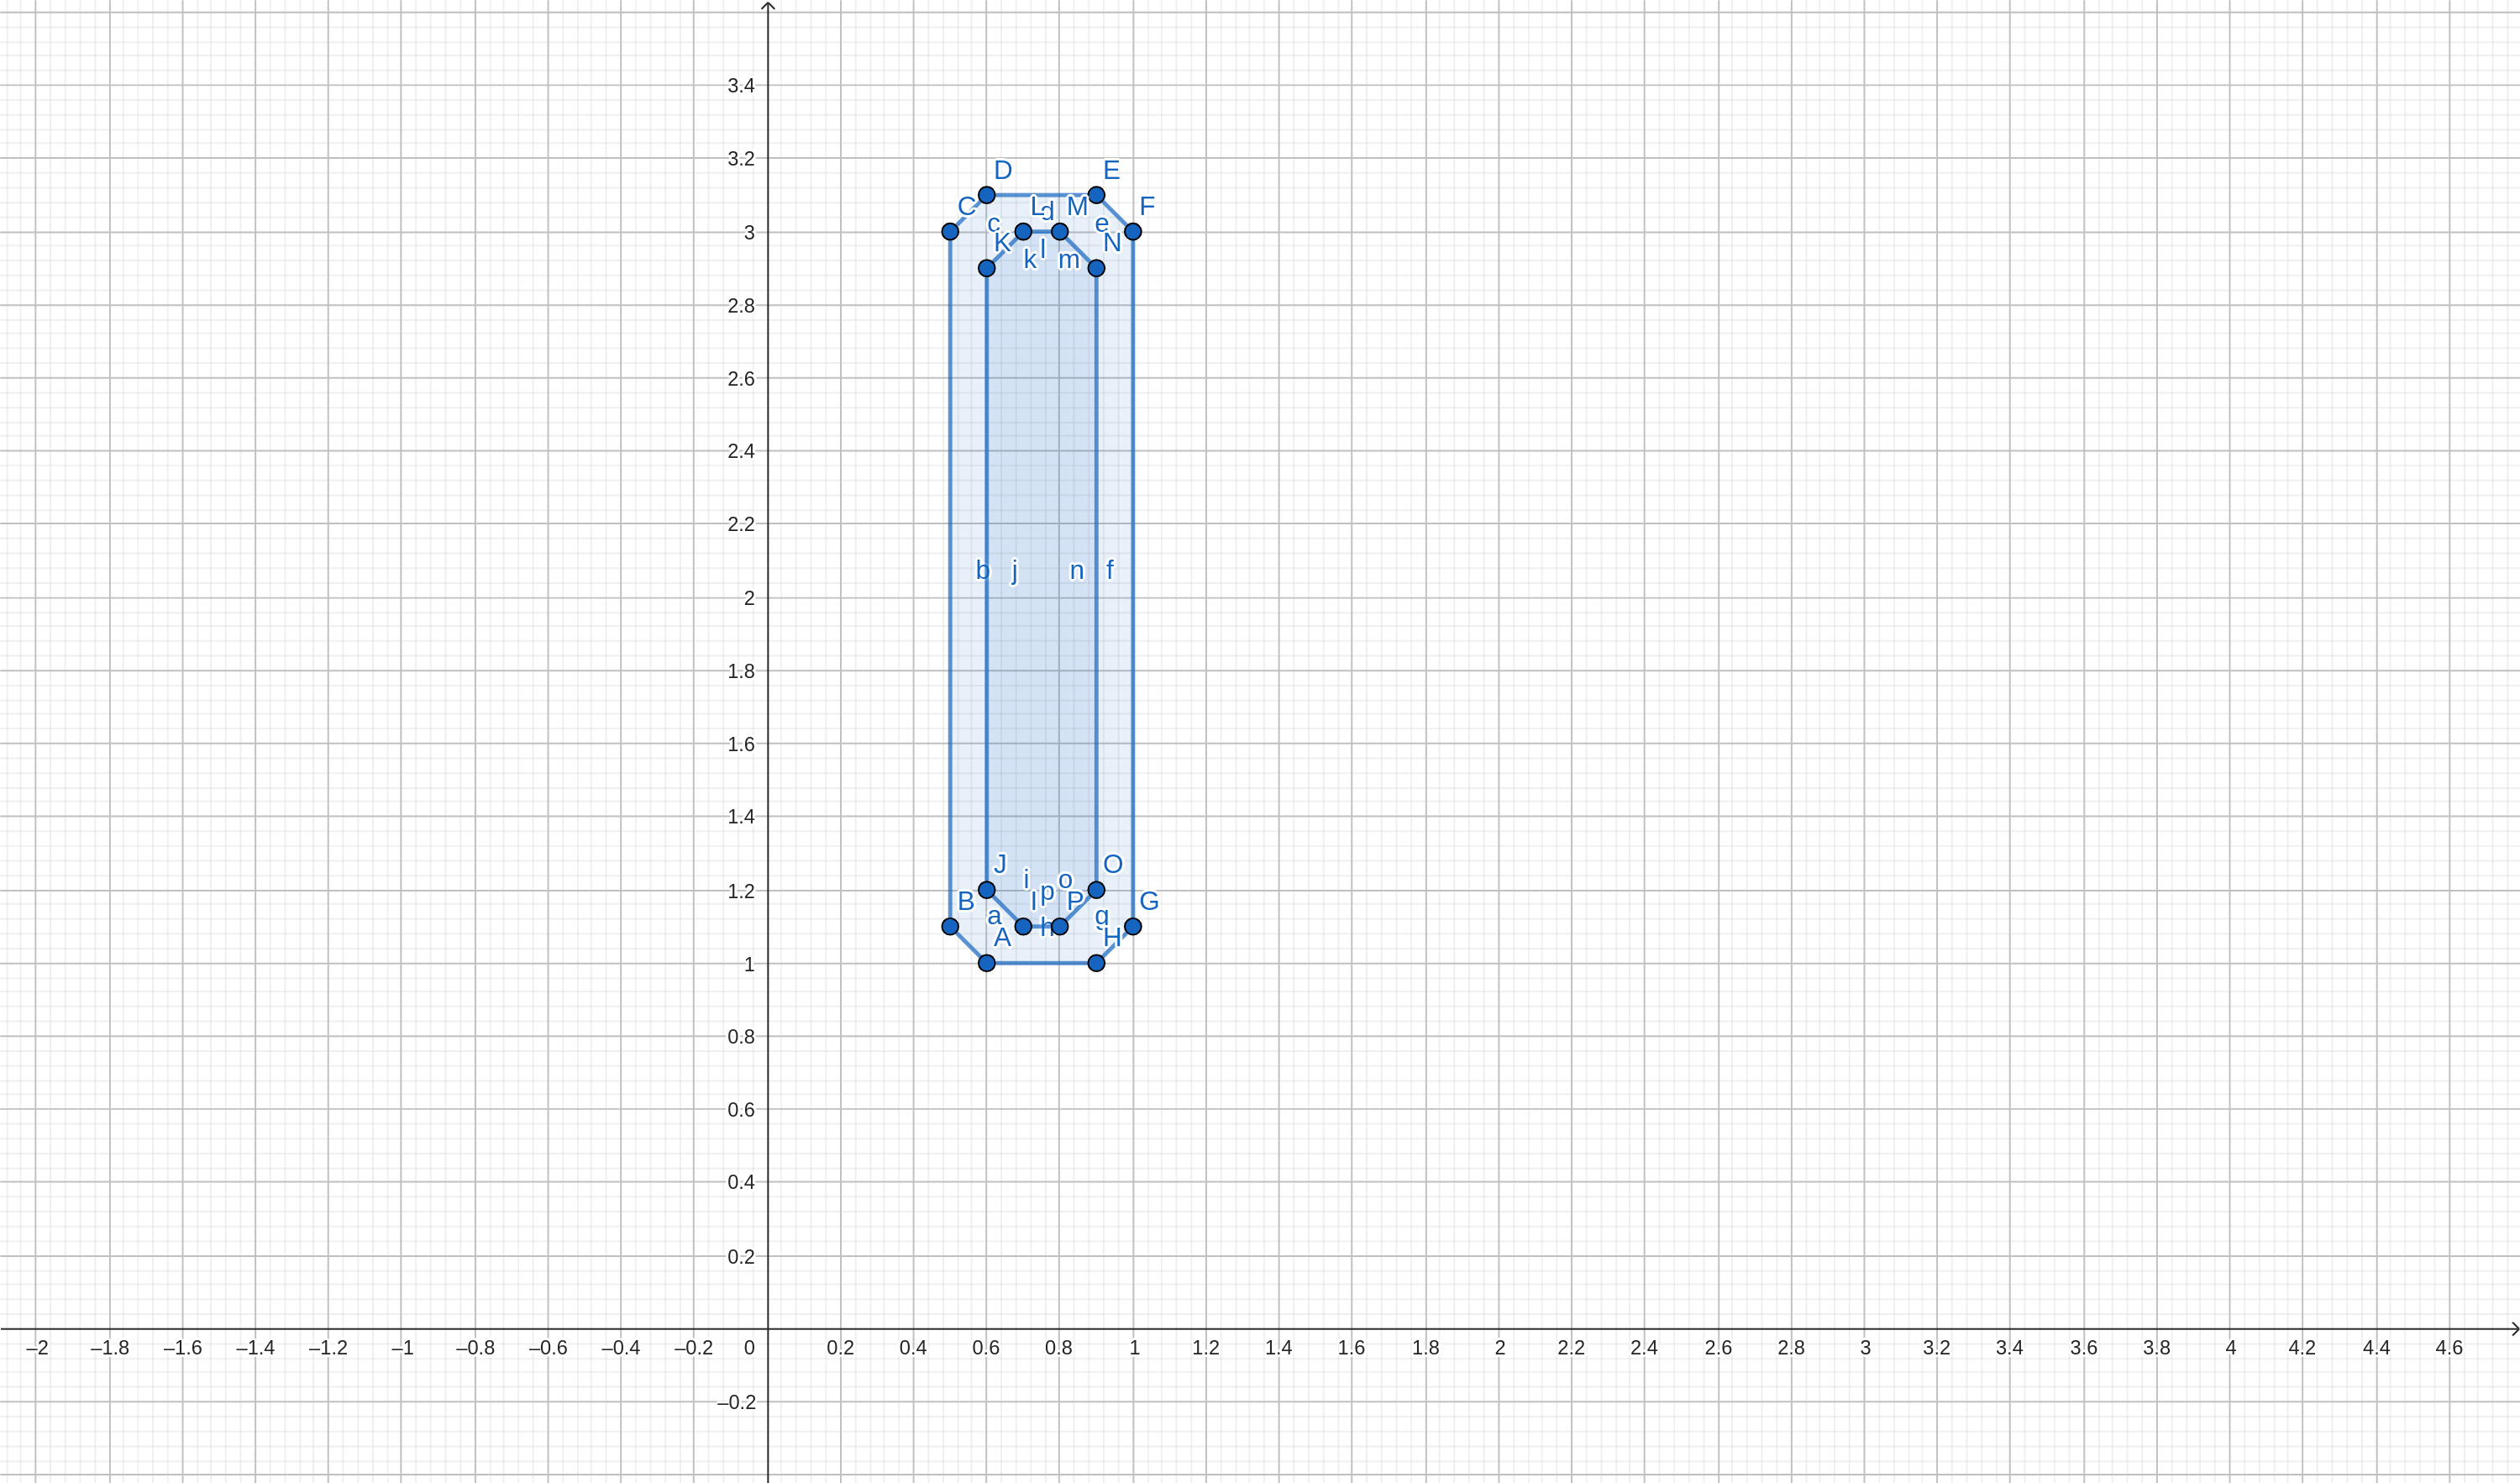 3.4
3.2
D E
C L d M F
c e
3
K N
l
k m
2.8
2.6
2.4
2.2
b j n f
2
1.8
1.6
1.4
J O
i o
1.2 p
B I P G
a g
h
A H
1
0.8
0.6
0.4
0.2
–2 –1.8 –1.6 –1.4 –1.2 –1 –0.8 –0.6 –0.4 –0.2 0 0.2 0.4 0.6 0.8 1 1.2 1.4 1.6 1.8 2 2.2 2.4 2.6 2.8 3 3.2 3.4 3.6 3.8 4 4.2 4.4 4.6
–0.2